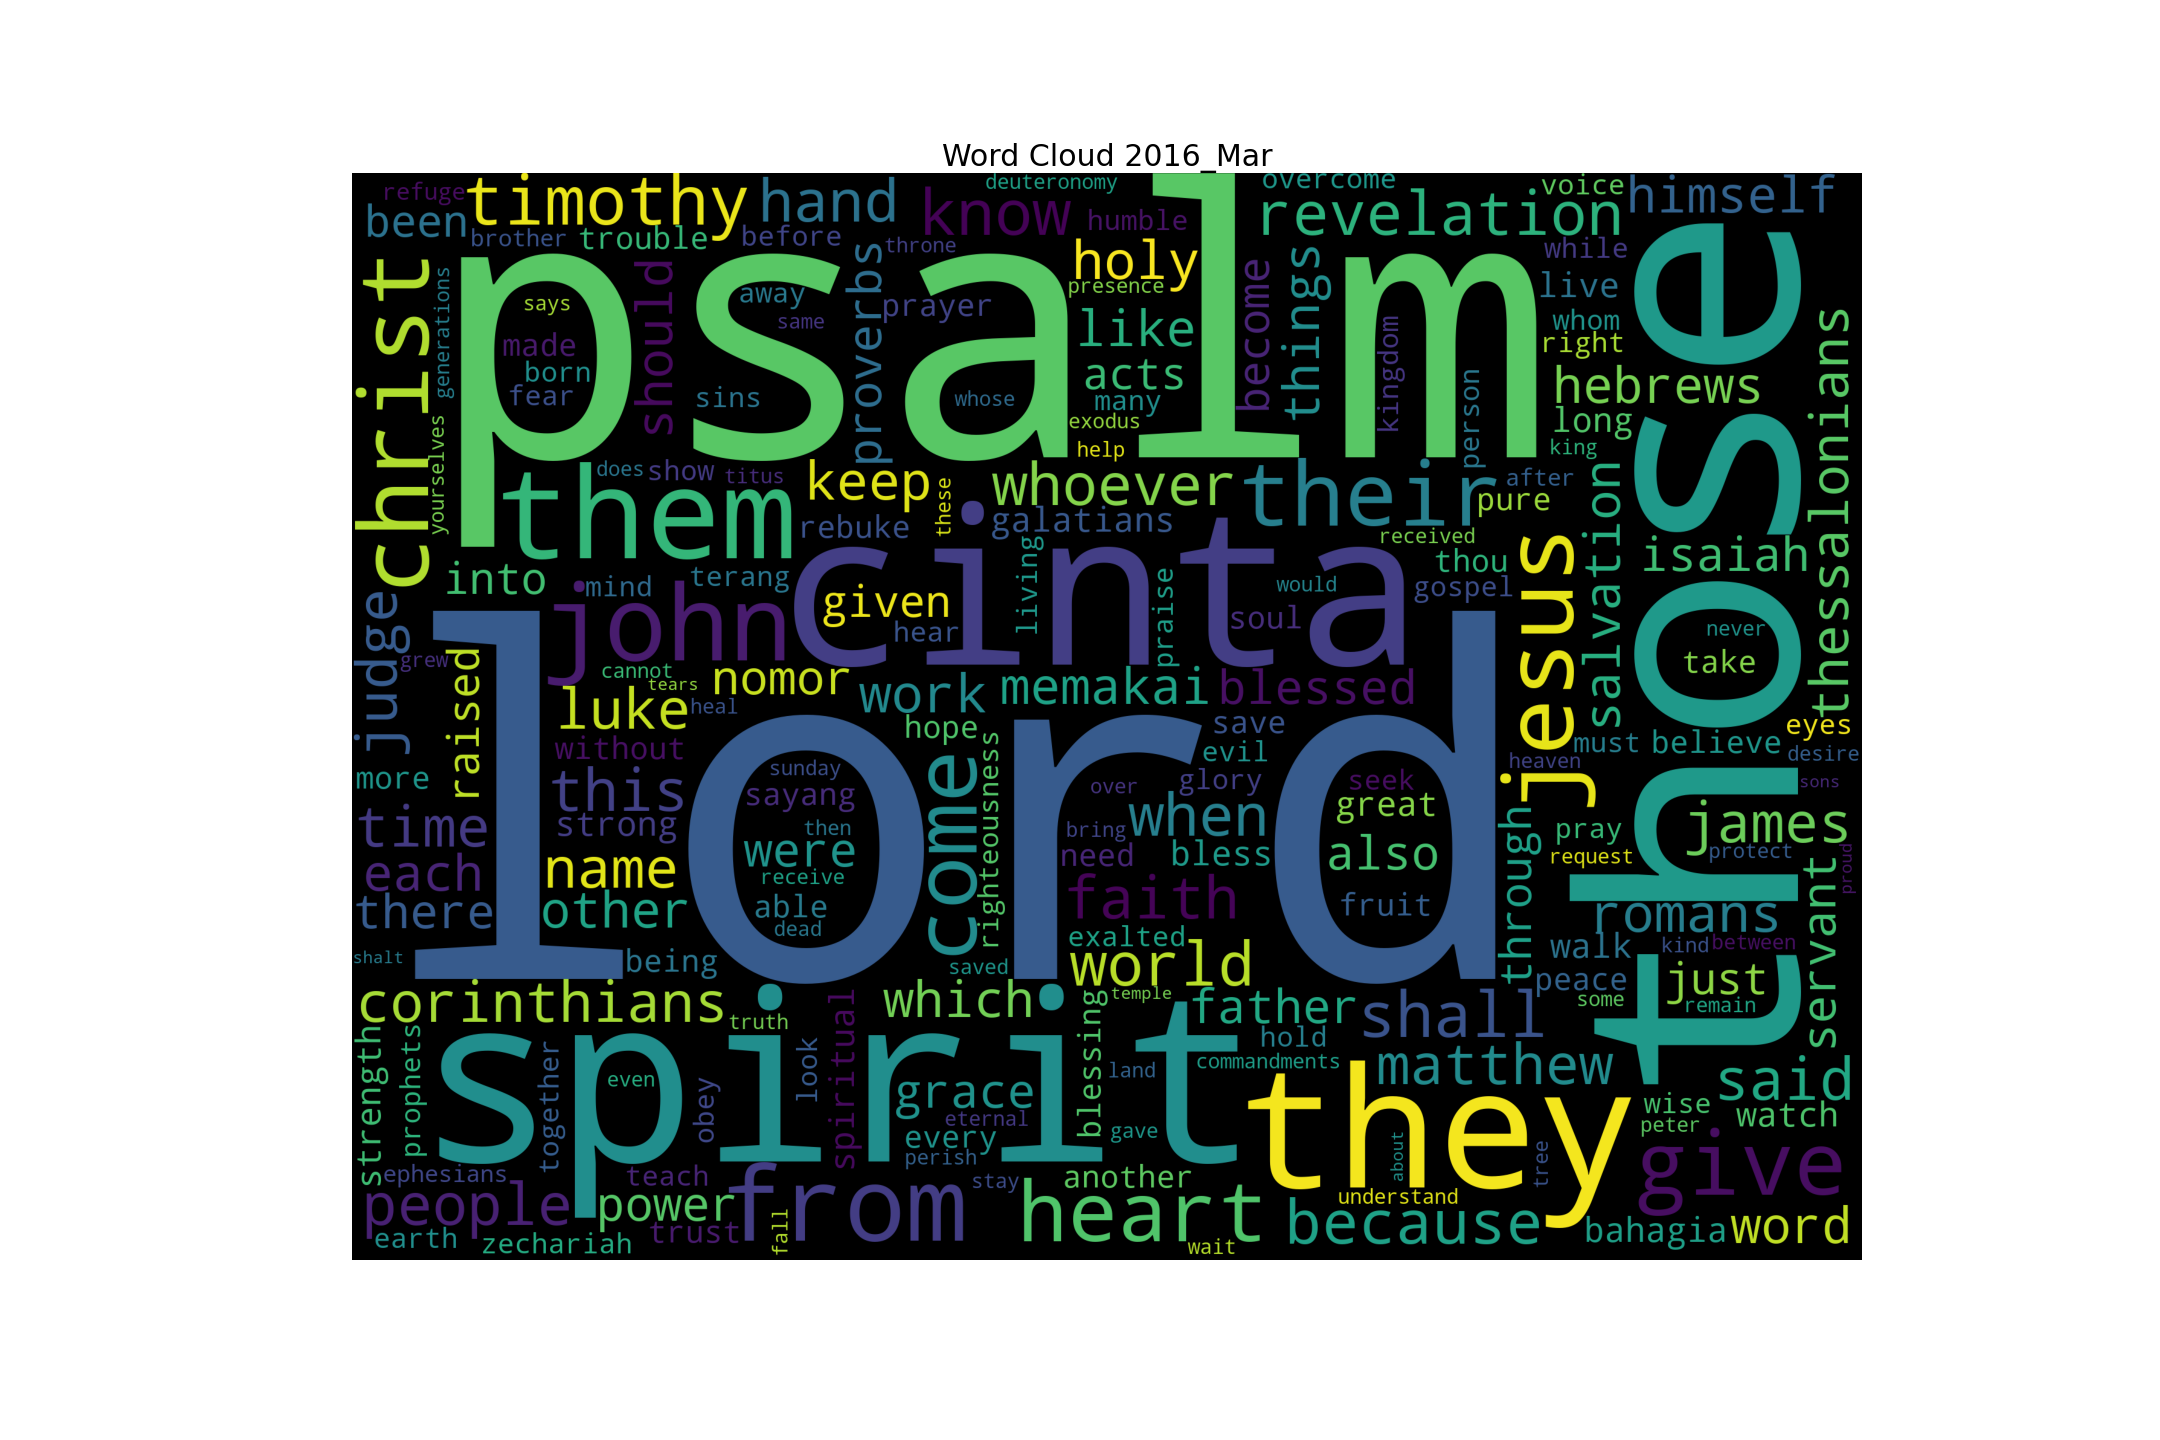 Word Cloud 2016_Mar
refuge
timothy
hand
know
deuteronomy
overcome
voice
himself
been
brother
trouble
before
throne
humble
revelation
while
christ
generations
says
should
away
same
proverbs
prayer
holy
presence
become
things
live
whom
right
psalm
made
born
fear
sins
whose
like
acts
many
exodus
help
kingdom
person
hebrews
long
king
those
thessalonians
yourselves
them
does
show
titus
keep
rebuke
these
whoever
galatians
their
after
pure
received
thou
salvation
isaiah
into
mind
terang
john
cinta
given
hear
living
praise
would
soul
gospel
jesus
never
take
judge
grew
raised
cannot
tears
heal
luke
nomor
work
memakai
blessed
without
hope
save
evil
glory
must
believe
eyes
desire
heaven
sons
more
this
strong
time
each
there
name
other
lord
sunday
sayang
then
were
receive
able
dead
come
righteousness
over
bring
need
when
bless
seek
great
also
fruit
faith
exalted
through
pray
request
james
protect
proud
servant
romans
walk
kind
between
peace
shalt
being
saved
world
corinthians
truth
spiritual
which
temple
father
hold
shall
some
just
remain
strength
prophets
together
even
look
obey
spirit
grace
eternal
every
perish
gave
blessing
land
commandments
matthew
said
wise
peter
watch
they
about
tree
give
ephesians
people
teach
power
trust
from
fall
stay
another
heart
wait
understand
because
bahagia
word
earth
zechariah